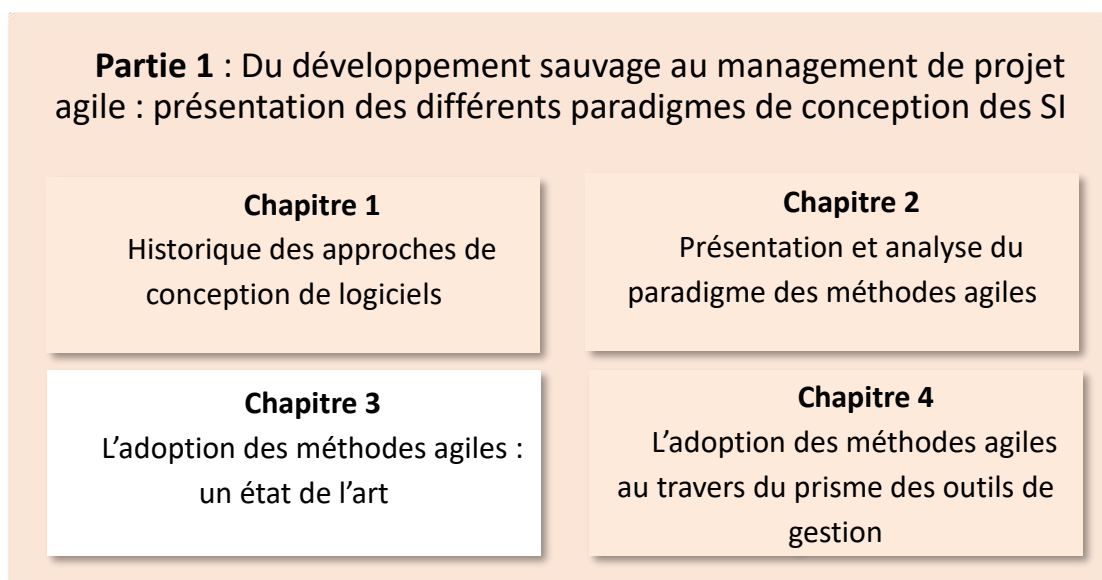 Partie 1 : Du développement sauvage au management de projet
agile : présentation des différents paradigmes de conception des SI
Chapitre 1
Historique des approches de
conception de logiciels
Chapitre 2
Présentation et analyse du
paradigme des méthodes agiles
Chapitre 3
L’adoption des méthodes agiles :
un état de l’art
Chapitre 4
L’adoption des méthodes agiles
au travers du prisme des outils de
gestion